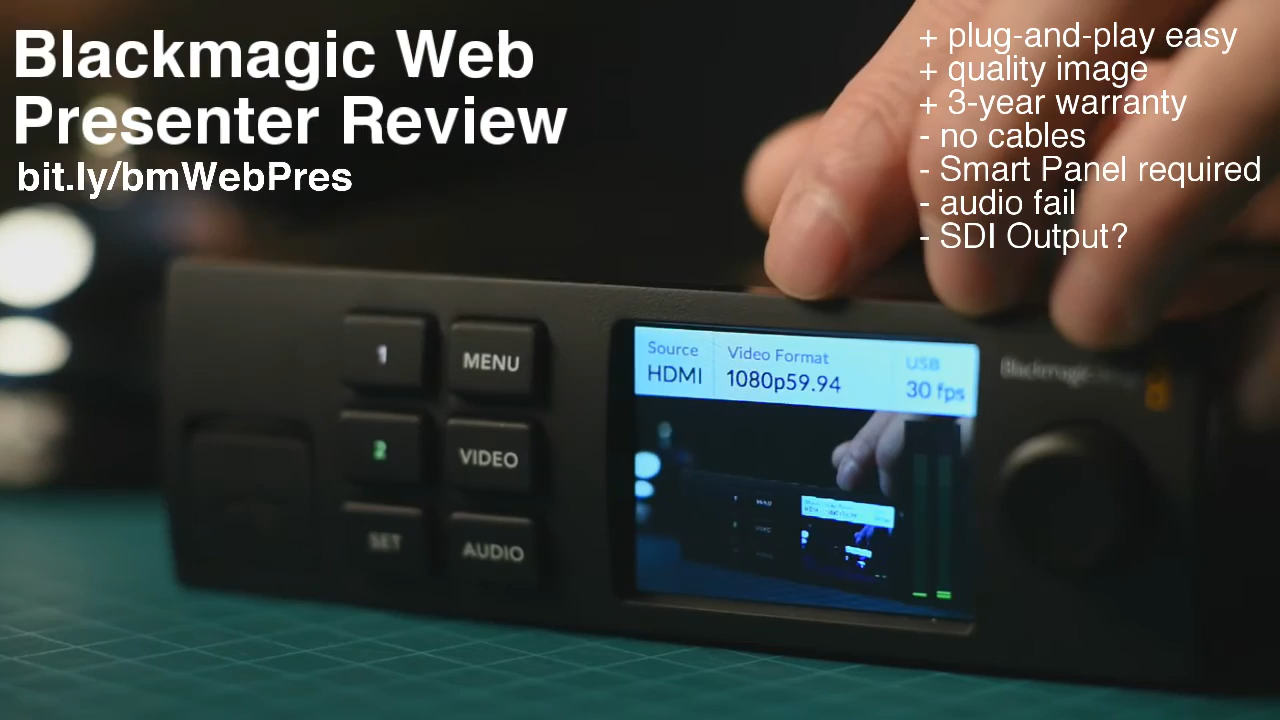 Blackmagic Web
Presenter Review
bit.ly/bmWebPres
+ plug-and-play easy
+ quality image
+ 3-year warranty
- no cables
- Smart Panel required
- audio fail
- SDI Output?
1 MENU
2 VIDEO
SET AUDIO
Source Video Format USB
HDMI 1080p59.94 30 fps
Blackmagic